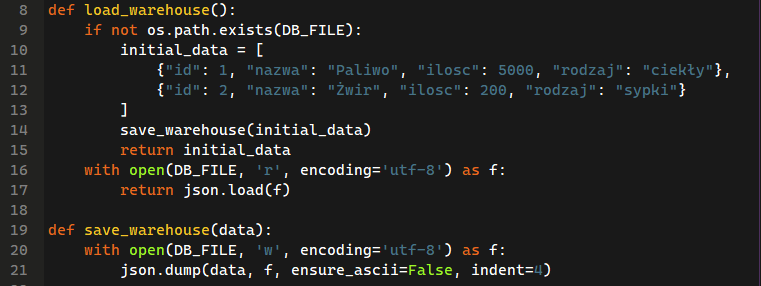 8 def load_warehouse():
9     if not os.path.exists(DB_FILE):
10         initial_data = [
11             {"id": 1, "nazwa": "Paliwo", "ilosc": 5000, "rodzaj": "ciekły"},
12             {"id": 2, "nazwa": "Żwir", "ilosc": 200, "rodzaj": "sypki"}
13         ]
14         save_warehouse(initial_data)
15         return initial_data
16     with open(DB_FILE, 'r', encoding='utf-8') as f:
17         return json.load(f)
18
19 def save_warehouse(data):
20     with open(DB_FILE, 'w', encoding='utf-8') as f:
21         json.dump(data, f, ensure_ascii=False, indent=4)